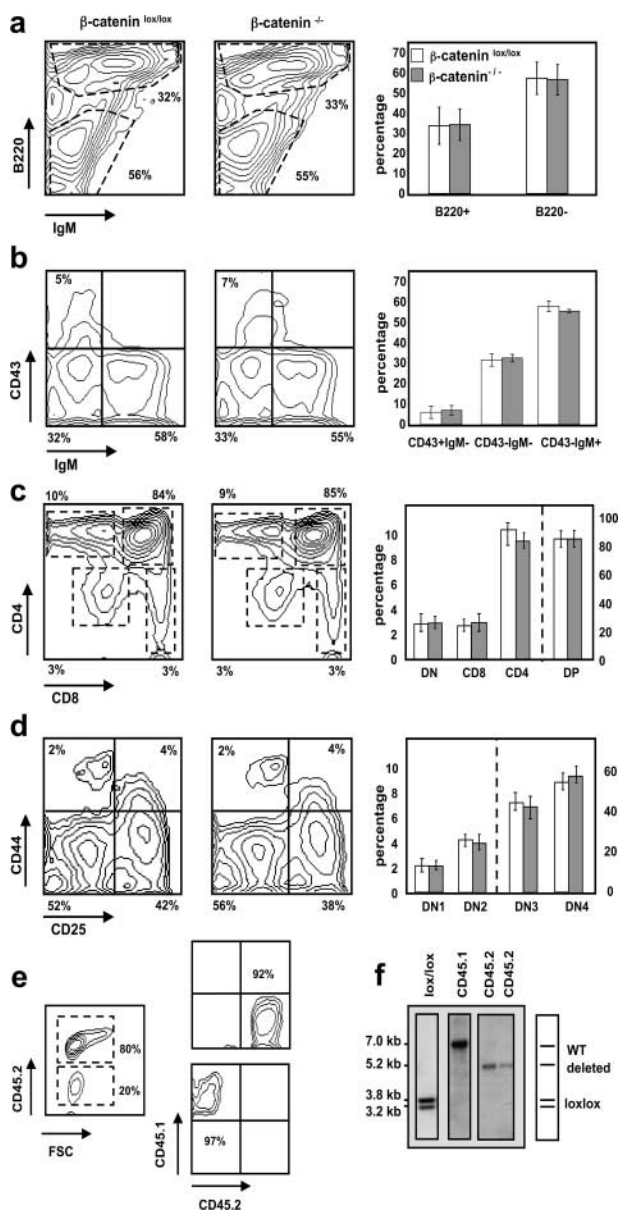 a
β-catenin lox/lox
β-catenin -/-
32%
56%
33%
55%
B220
IgM
percentage
70
60
50
40
30
20
10
0
β-catenin lox/lox
β-catenin -/-
B220+
B220-
b
5%
7%
32%
58%
33%
55%
CD43
IgM
percentage
70
60
50
40
30
20
10
0
CD43+IgM-
CD43-IgM-
CD43-IgM+
c
10%
84%
9%
85%
3%
3%
3%
3%
CD4
CD8
percentage
10
8
6
4
2
0
100
80
60
40
20
0
DN
CD8
CD4
DP
d
2%
4%
2%
4%
52%
42%
56%
38%
CD44
CD25
percentage
10
8
6
4
2
0
60
40
20
0
DN1
DN2
DN3
DN4
e
80%
20%
CD45.2
FSC
92%
97%
CD45.1
CD45.2
f
lox/lox
CD45.1
CD45.2
CD45.2
7.0 kb
5.2 kb
3.8 kb
3.2 kb
WT
deleted
loxlox